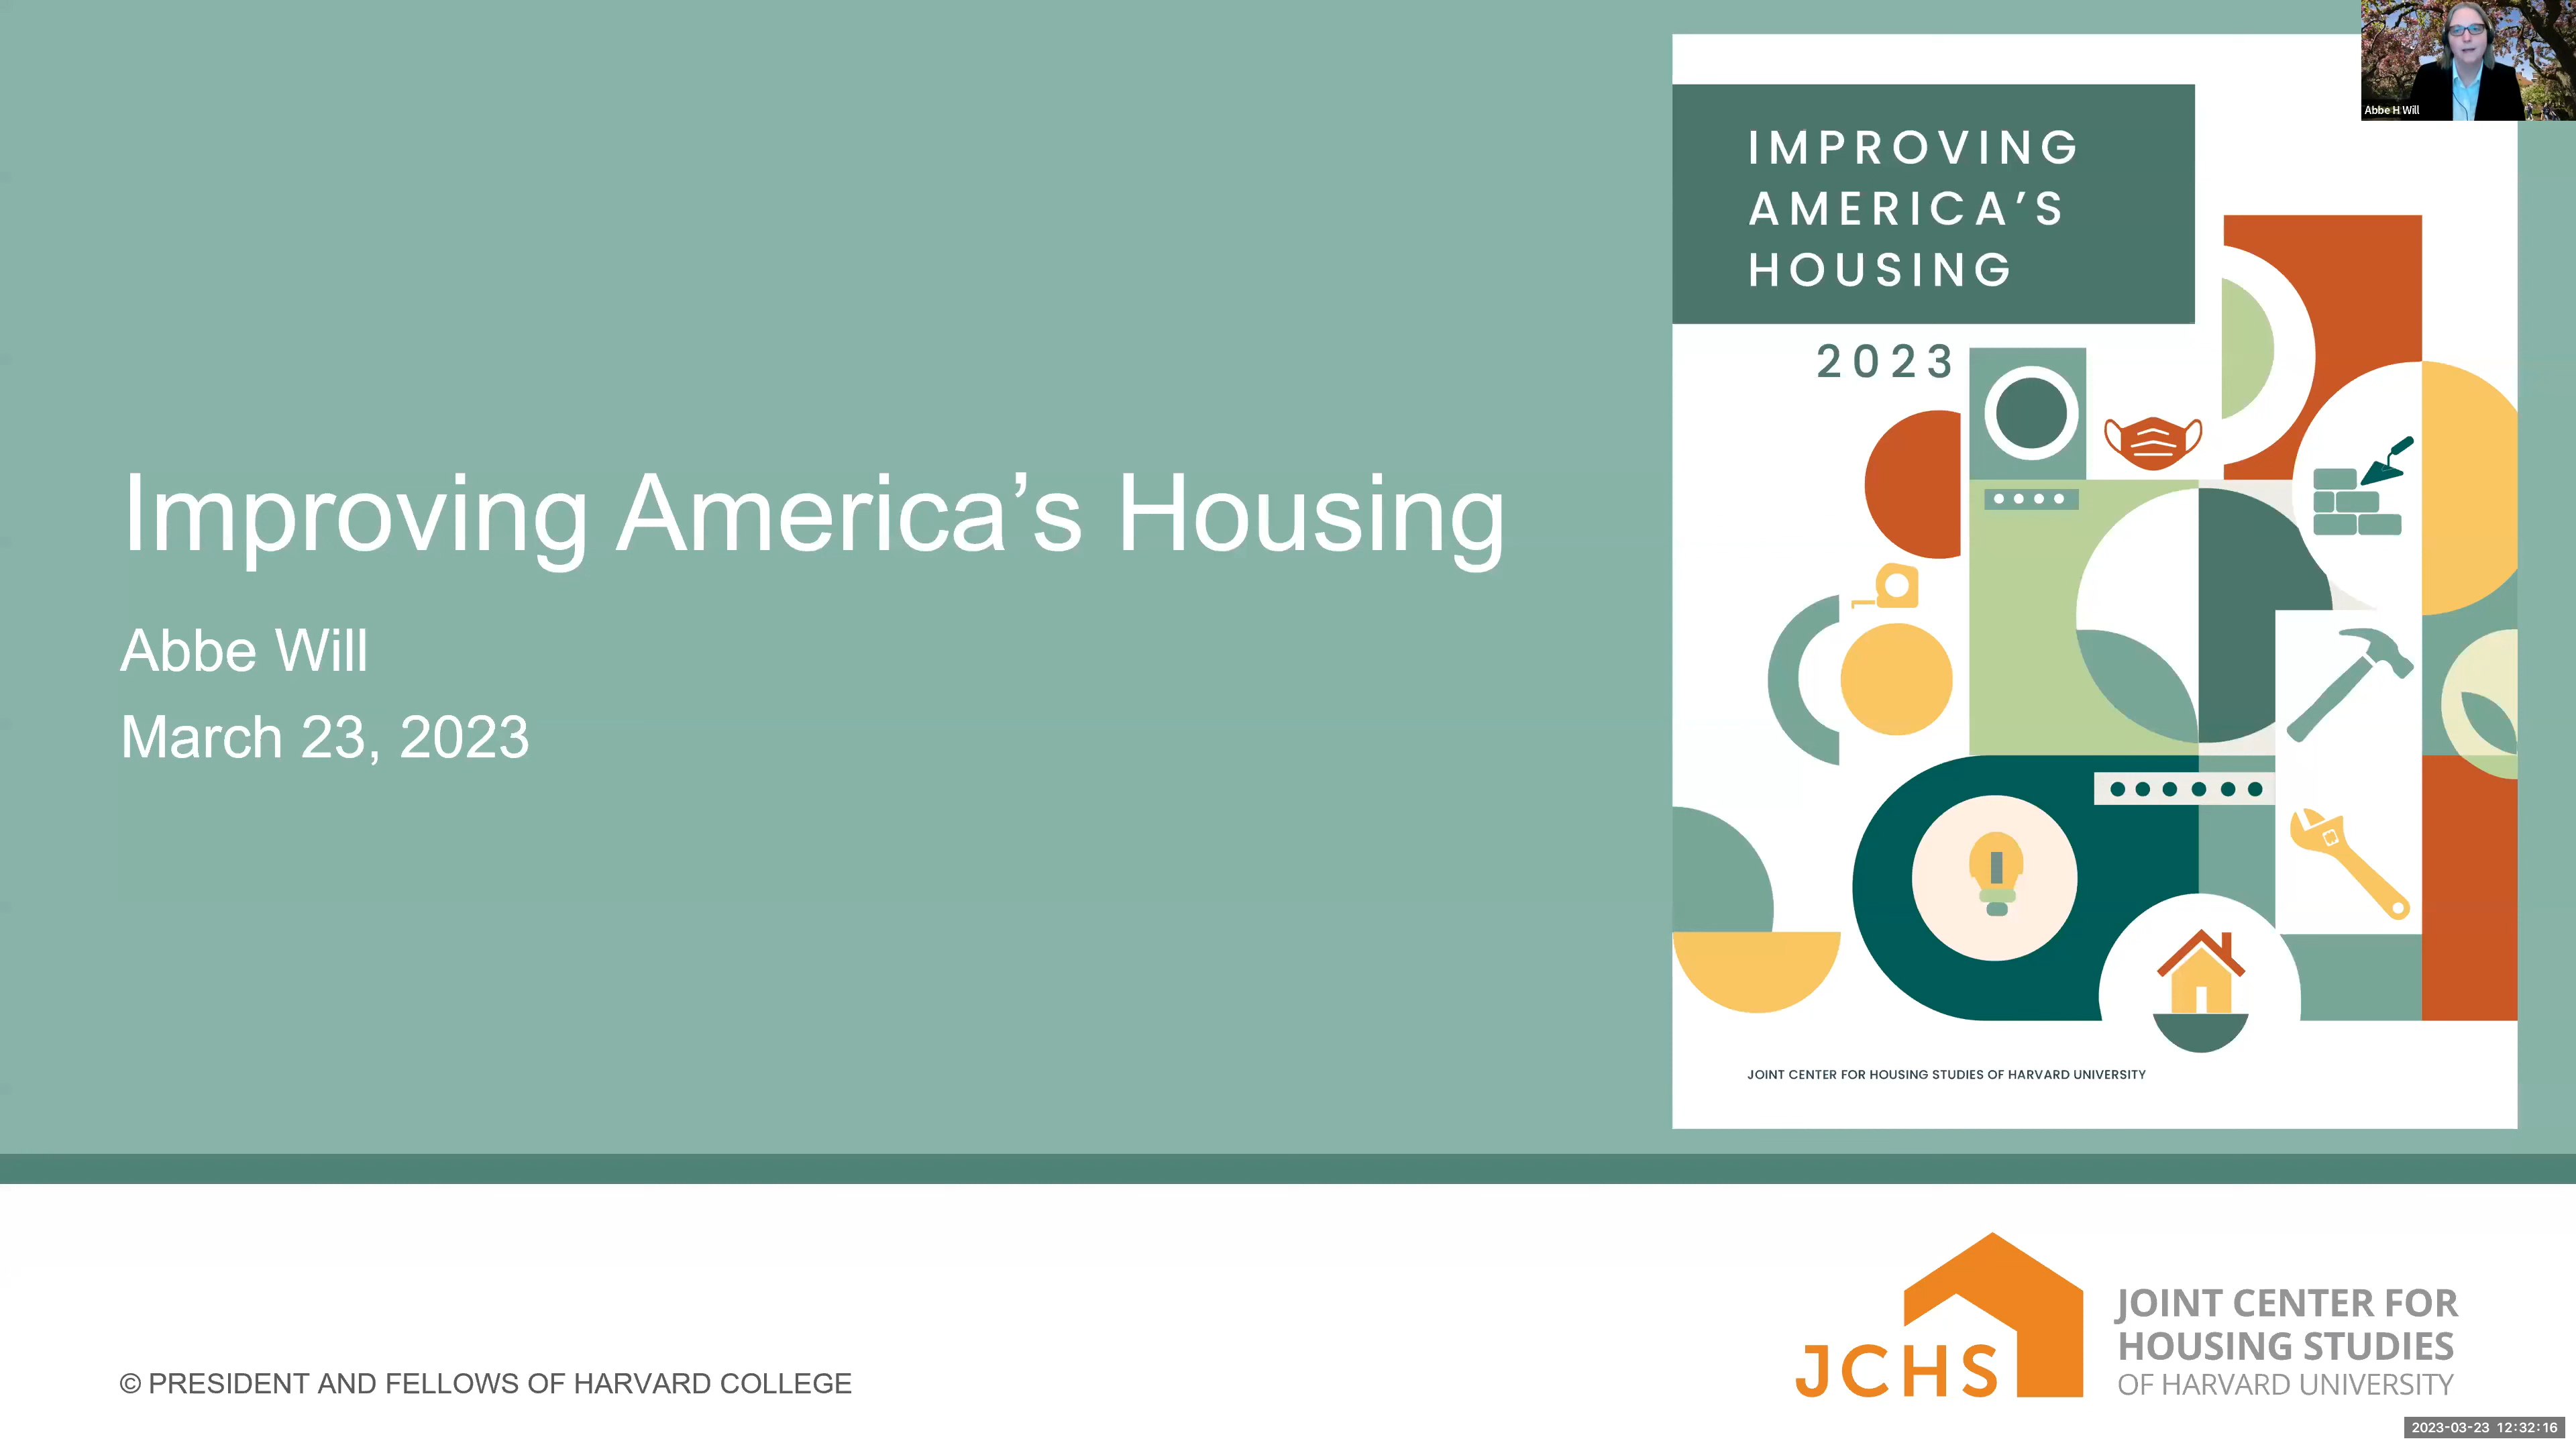 Improving America's Housing
Abbe Will
March 23, 2023
IMPROVING
AMERICA'S
HOUSING
2023
JOINT CENTER FOR HOUSING STUDIES OF HARVARD UNIVERSITY
Abbe H Will
© PRESIDENT AND FELLOWS OF HARVARD COLLEGE
JCHS
JOINT CENTER FOR
HOUSING STUDIES
OF HARVARD UNIVERSITY
2023-03-23 12:32:16